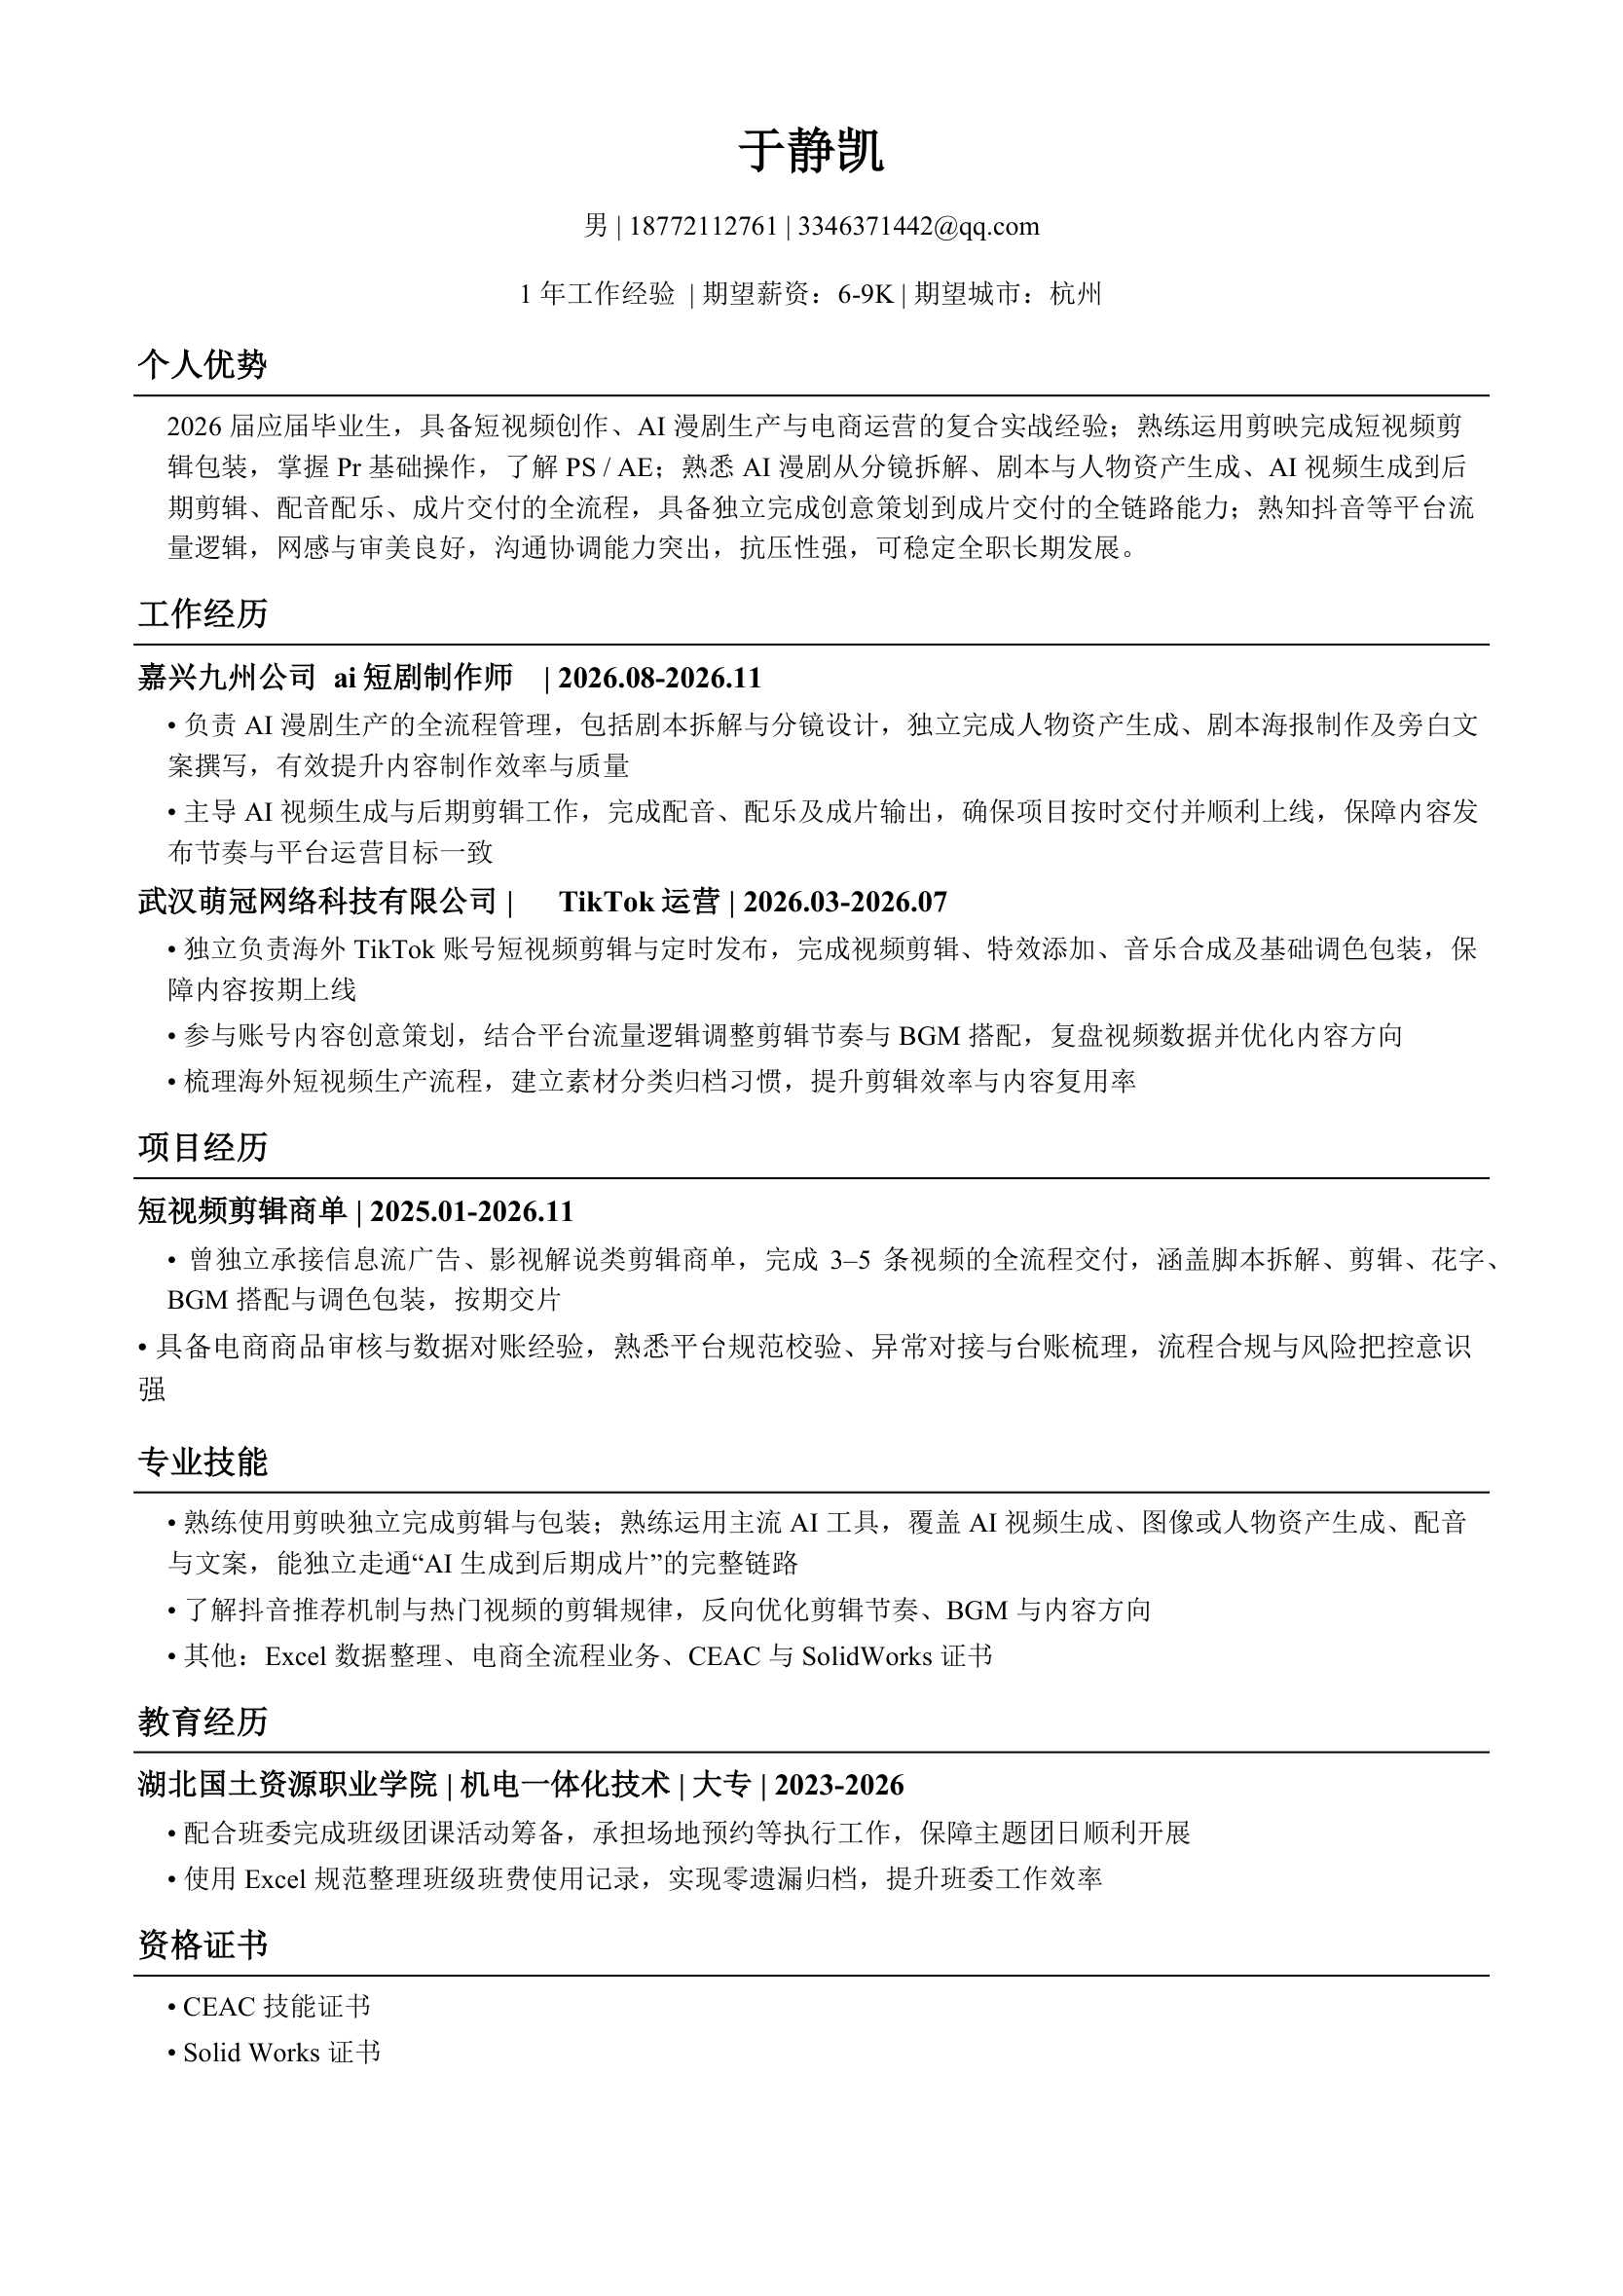 于静凯
男 | 18772112761 | 3346371442@qq.com
1 年工作经验 | 期望薪资：6-9K | 期望城市：杭州
个人优势
2026 届应届毕业生，具备短视频创作、AI 漫剧生产与电商运营的复合实战经验；熟练运用剪映完成短视频剪
辑包装，掌握 Pr 基础操作，了解 PS / AE；熟悉 AI 漫剧从分镜拆解、剧本与人物资产生成、AI 视频生成到后
期剪辑、配音配乐、成片交付的全流程，具备独立完成创意策划到成片交付的全链路能力；熟知抖音等平台流
量逻辑，网感与审美良好，沟通协调能力突出，抗压性强，可稳定全职长期发展。
工作经历
嘉兴九州公司 ai 短剧制作师 | 2026.08-2026.11
• 负责 AI 漫剧生产的全流程管理，包括剧本拆解与分镜设计，独立完成人物资产生成、剧本海报制作及旁白文
案撰写，有效提升内容制作效率与质量
• 主导 AI 视频生成与后期剪辑工作，完成配音、配乐及成片输出，确保项目按时交付并顺利上线，保障内容发
布节奏与平台运营目标一致
武汉萌冠网络科技有限公司 | TikTok 运营 | 2026.03-2026.07
• 独立负责海外 TikTok 账号短视频剪辑与定时发布，完成视频剪辑、特效添加、音乐合成及基础调色包装，保
障内容按期上线
• 参与账号内容创意策划，结合平台流量逻辑调整剪辑节奏与 BGM 搭配，复盘视频数据并优化内容方向
• 梳理海外短视频生产流程，建立素材分类归档习惯，提升剪辑效率与内容复用率
项目经历
短视频剪辑商单 | 2025.01-2026.11
• 曾独立承接信息流广告、影视解说类剪辑商单，完成 3–5 条视频的全流程交付，涵盖脚本拆解、剪辑、花字、
BGM 搭配与调色包装，按期交片
• 具备电商商品审核与数据对账经验，熟悉平台规范校验、异常对接与台账梳理，流程合规与风险把控意识
强
专业技能
• 熟练使用剪映独立完成剪辑与包装；熟练运用主流 AI 工具，覆盖 AI 视频生成、图像或人物资产生成、配音
与文案，能独立走通“AI 生成到后期成片”的完整链路
• 了解抖音推荐机制与热门视频的剪辑规律，反向优化剪辑节奏、BGM 与内容方向
• 其他：Excel 数据整理、电商全流程业务、CEAC 与 SolidWorks 证书
教育经历
湖北国土资源职业学院 | 机电一体化技术 | 大专 | 2023-2026
• 配合班委完成班级团课活动筹备，承担场地预约等执行工作，保障主题团日顺利开展
• 使用 Excel 规范整理班级班费使用记录，实现零遗漏归档，提升班委工作效率
资格证书
• CEAC 技能证书
• Solid Works 证书